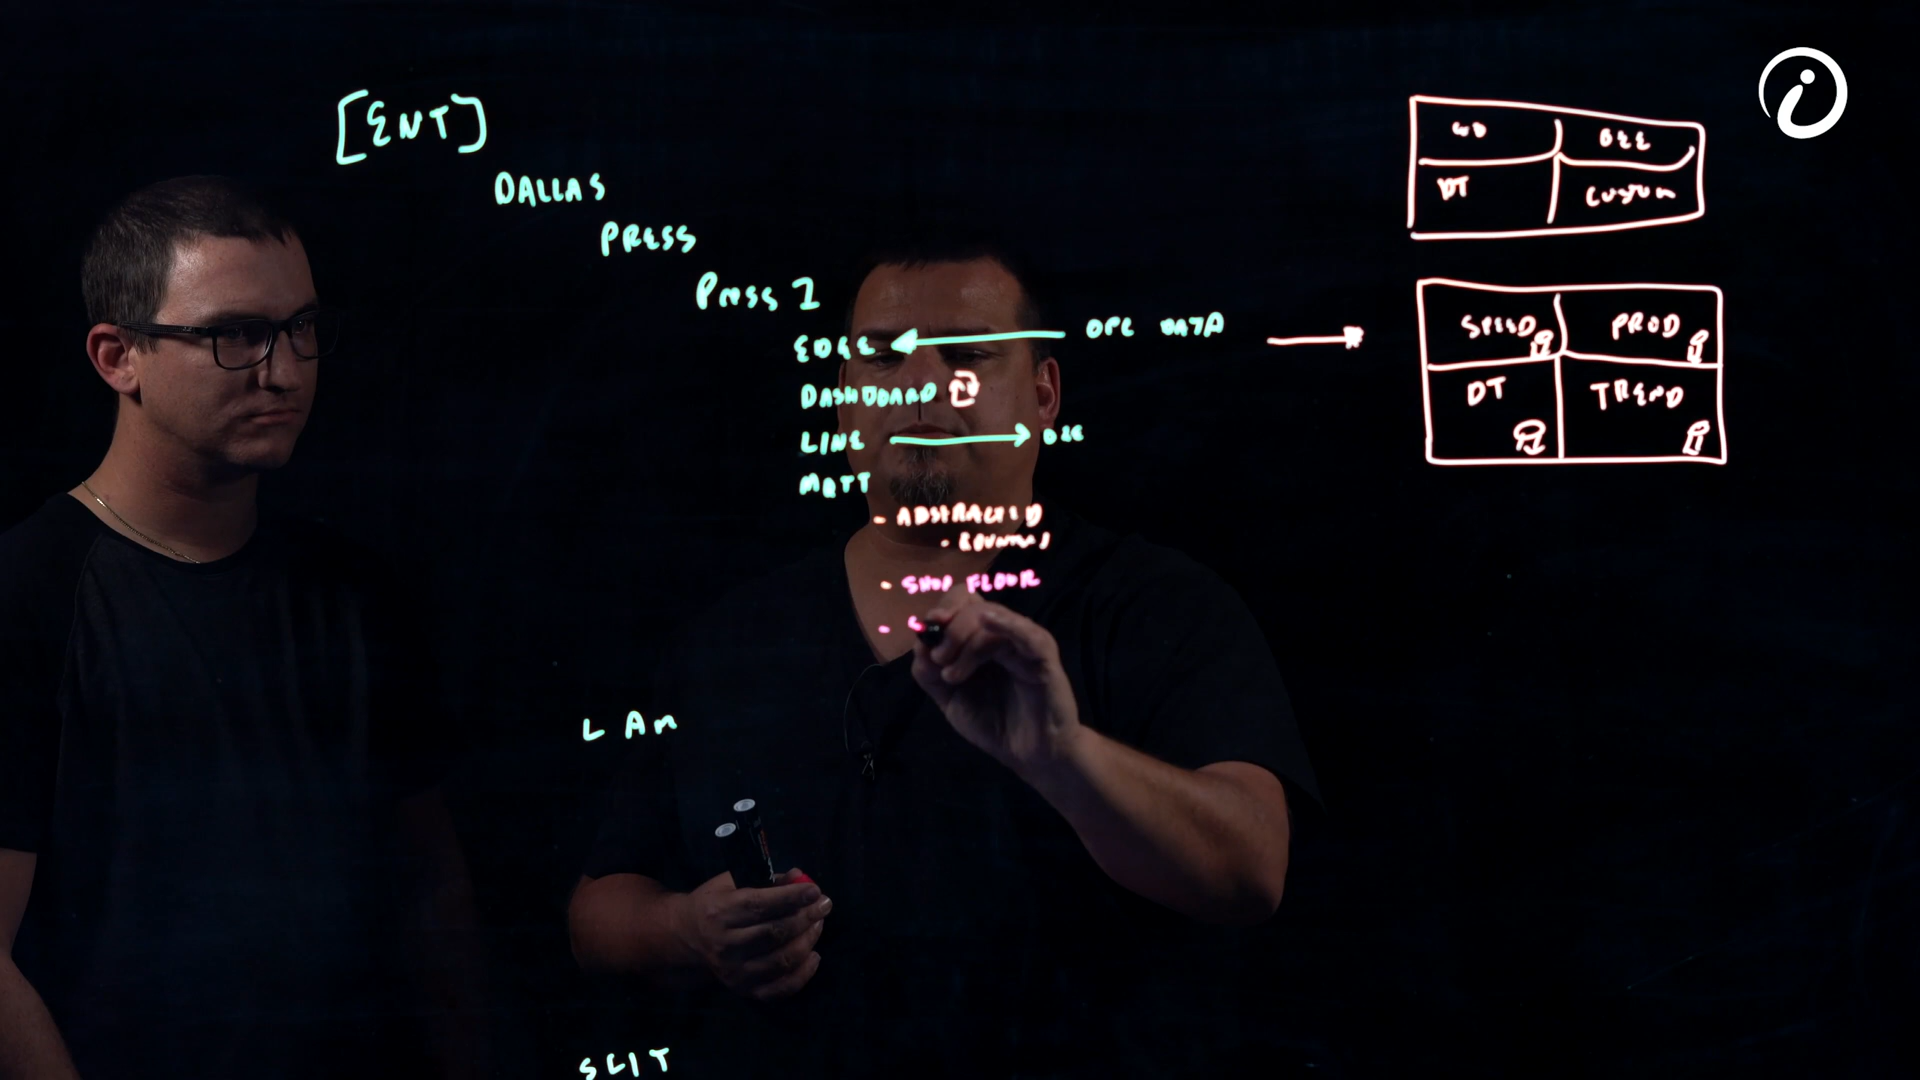 [ENT]
DALLAS
PRESS
PRESS 2
EDGE
OPC DATA
DASHBOARD
LINE
OEE
MQTT
- ABSTRACTED
- SHOP FLOOR
- S
LAM
SLIT
OEE
DT
CUSTOM
SPEED
PROD
DT
TREND